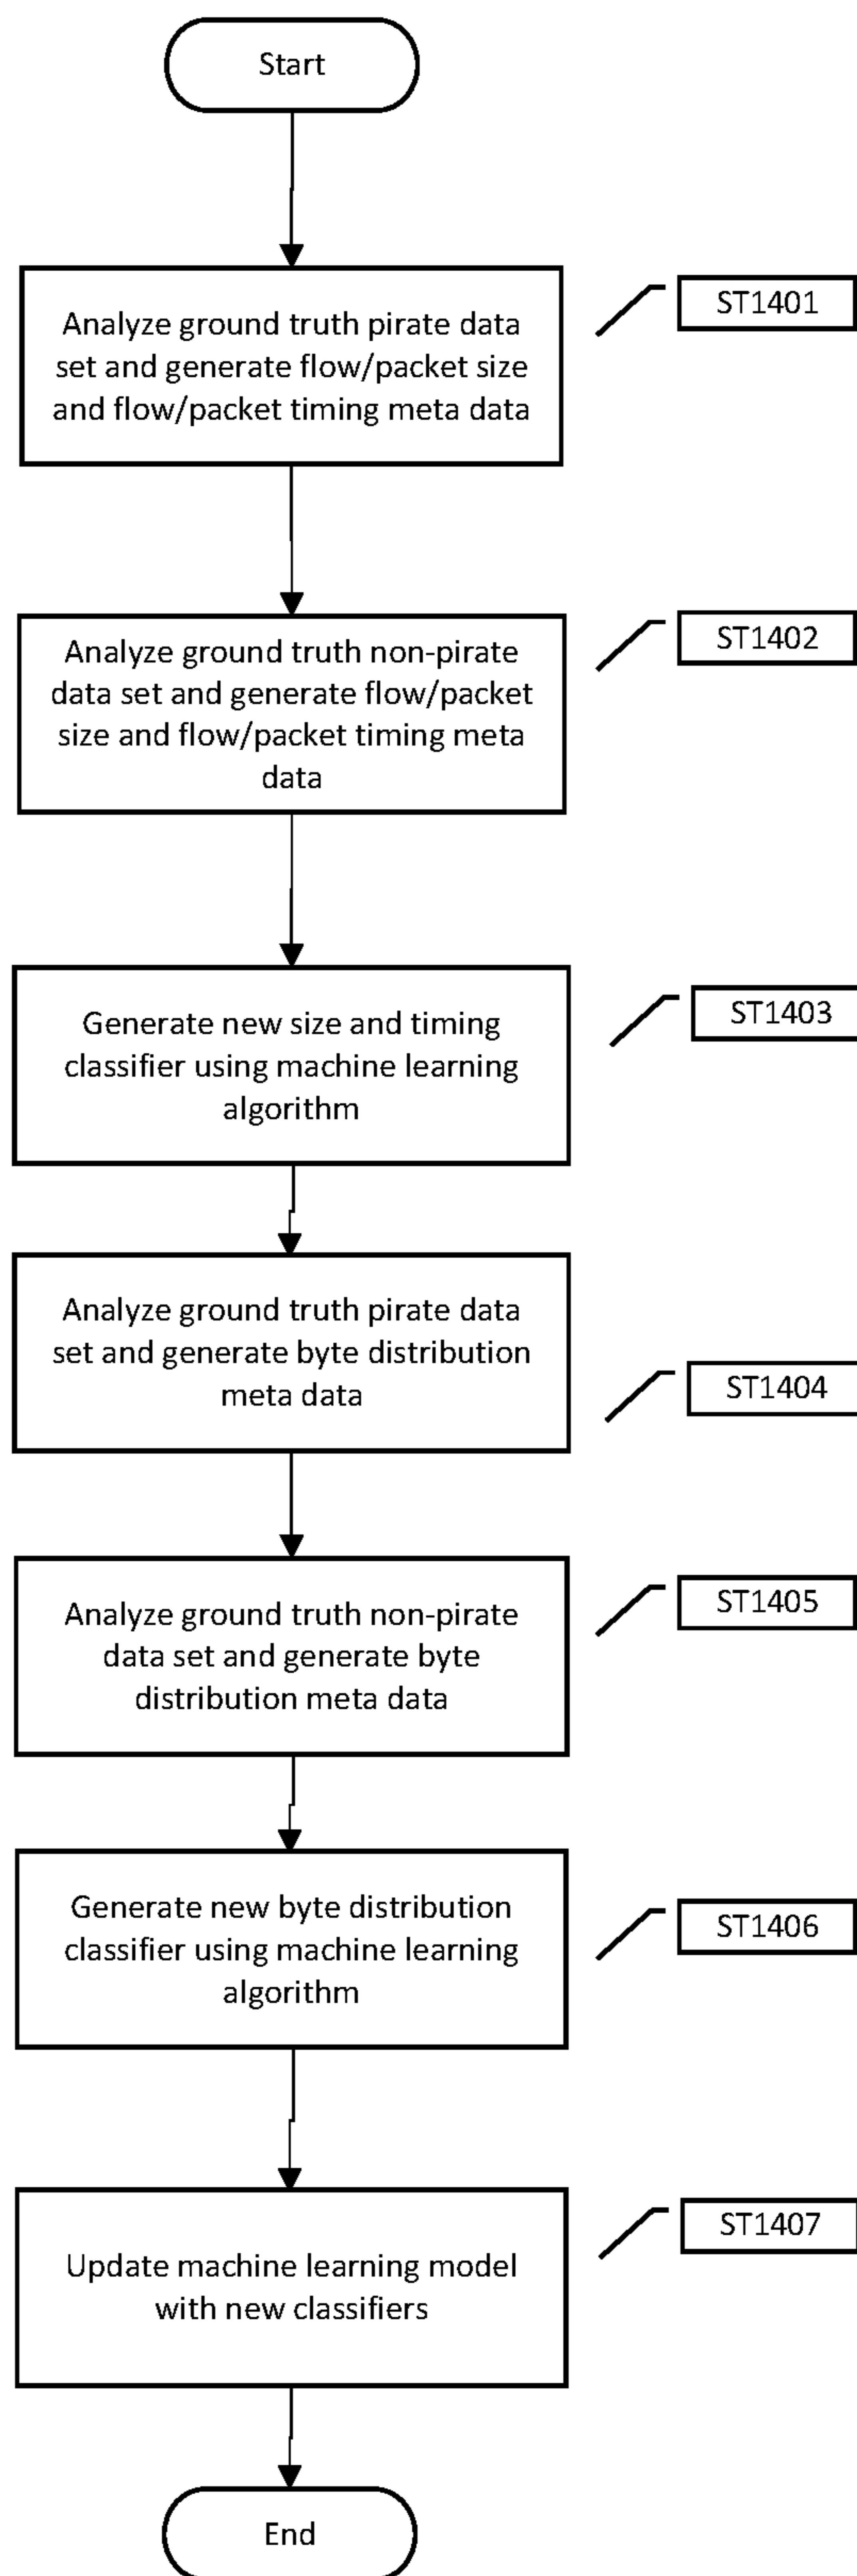 Start
Analyze ground truth pirate data
set and generate flow/packet size
and flow/packet timing meta data
ST1401
Analyze ground truth non-pirate
data set and generate flow/packet
size and flow/packet timing meta
data
ST1402
Generate new size and timing
classifier using machine learning
algorithm
ST1403
Analyze ground truth pirate data
set and generate byte distribution
meta data
ST1404
Analyze ground truth non-pirate
data set and generate byte
distribution meta data
ST1405
Generate new byte distribution
classifier using machine learning
algorithm
ST1406
Update machine learning model
with new classifiers
ST1407
End